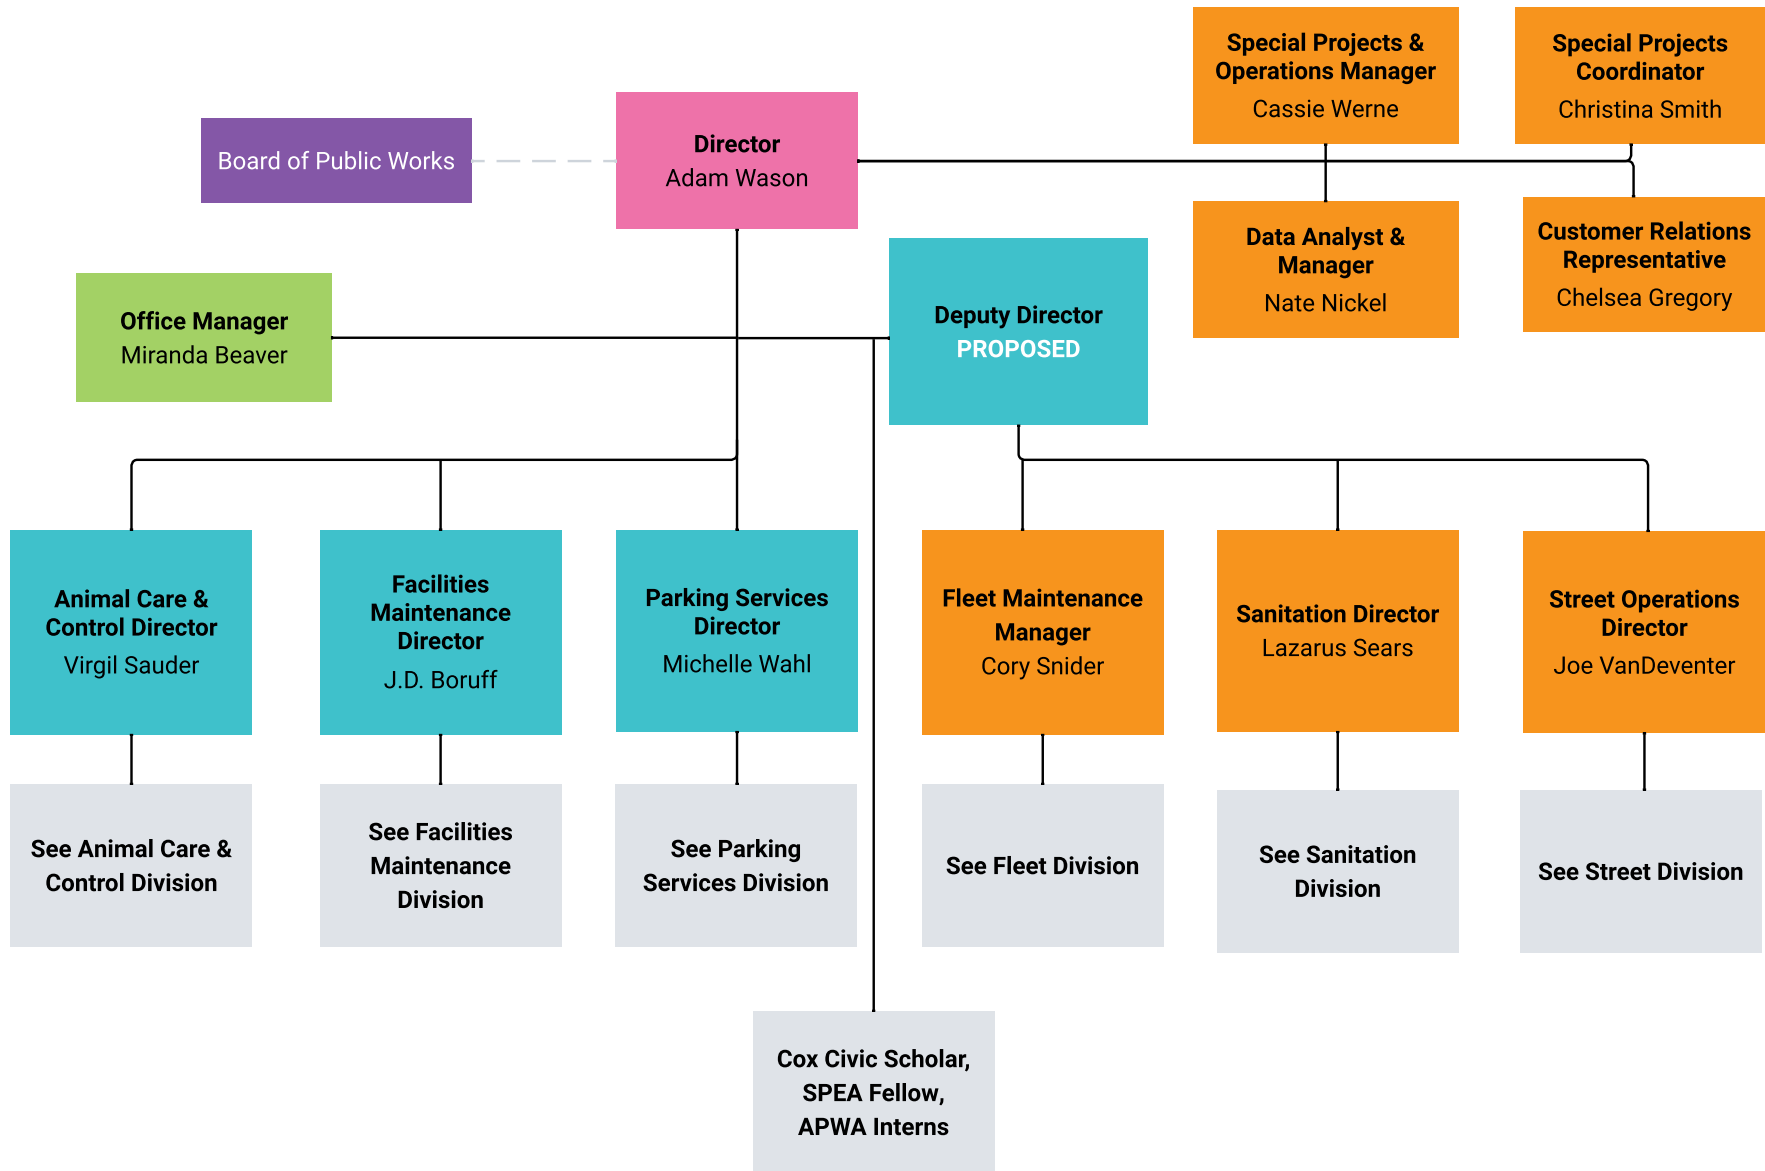 Special Projects &
Operations Manager
Cassie Werne
Special Projects
Coordinator
Christina Smith
Board of Public Works
Director
Adam Wason
Data Analyst &
Manager
Nate Nickel
Customer Relations
Representative
Chelsea Gregory
Office Manager
Miranda Beaver
Deputy Director
PROPOSED
Animal Care &
Control Director
Virgil Sauder
Facilities
Maintenance
Director
J.D. Boruff
Parking Services
Director
Michelle Wahl
Fleet Maintenance
Manager
Cory Snider
Sanitation Director
Lazarus Sears
Street Operations
Director
Joe VanDeventer
See Animal Care &
Control Division
See Facilities
Maintenance
Division
See Parking
Services Division
See Fleet Division
See Sanitation
Division
See Street Division
Cox Civic Scholar,
SPEA Fellow,
APWA Interns